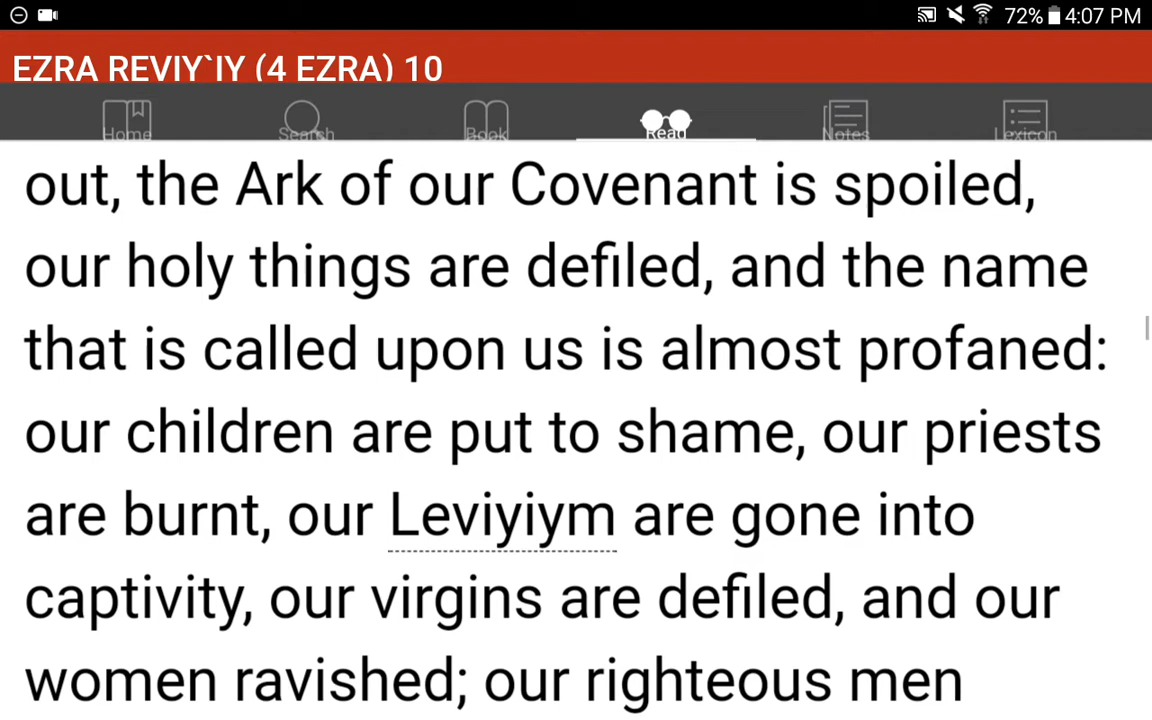 72% 4:07 PM
EZRA REVIY`IY (4 EZRA) 10
Home Search Book Read Notes Lexicon
out, the Ark of our Covenant is spoiled,
our holy things are defiled, and the name
that is called upon us is almost profaned:
our children are put to shame, our priests
are burnt, our Leviyiym are gone into
captivity, our virgins are defiled, and our
women ravished; our righteous men